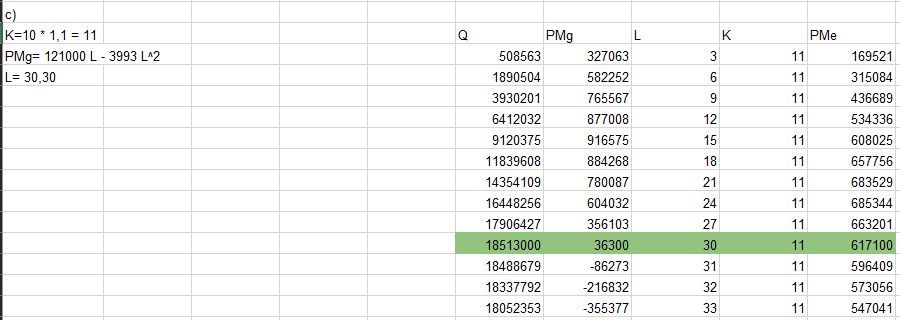 c)
K=10 * 1,1 = 11 Q PMg L K PMe
PMg= 121000 L - 3993 L^2 508563 327063 3 11 169521
L= 30,30 1890504 582252 6 11 315084
3930201 765567 9 11 436689
6412032 877008 12 11 534336
9120375 916575 15 11 608025
11839608 884268 18 11 657756
14354109 780087 21 11 683529
16448256 604032 24 11 685344
17906427 356103 27 11 663201
18513000 36300 30 11 617100
18488679 -86273 31 11 596409
18337792 -216832 32 11 573056
18052353 -355377 33 11 547041